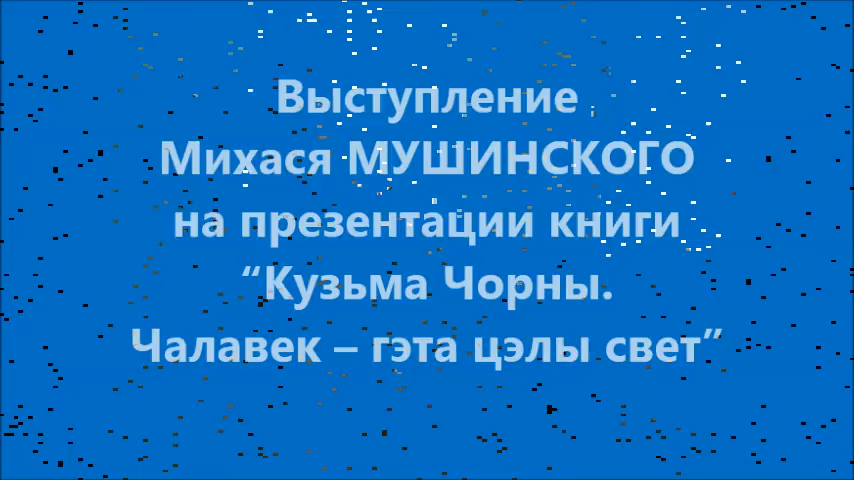 Выступление
Михася МУШИНСКОГО
на презентации книги
“Кузьма Чорны.
Чалавек – гэта цэлы свет”